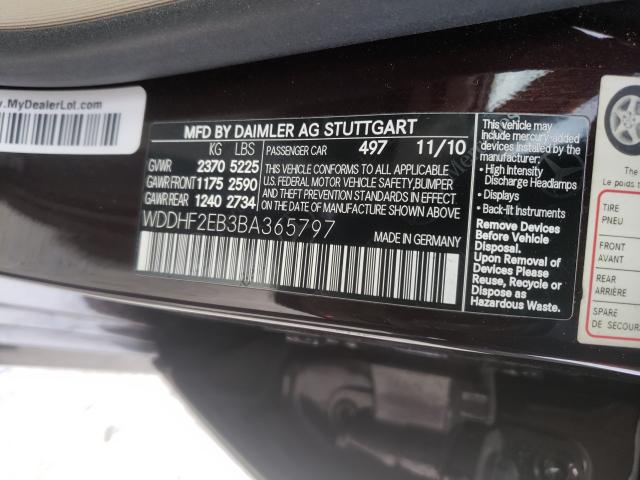 www.MyDealerLot.com
MFD BY DAIMLER AG STUTTGART
KG LBS PASSENGER CAR 497 11/10
GVWR 2370 5225
GAWR FRONT 1175 2590
GAWR REAR 1240 2734
THIS VEHICLE CONFORMS TO ALL APPLICABLE
U.S. FEDERAL MOTOR VEHICLE SAFETY,BUMPER
AND THEFT PREVENTION STANDARDS IN EFFECT ON THE
DATE OF MANUFACTURE SHOWN ABOVE.
WDDHF2EB3BA365797
MADE IN GERMANY
This vehicle may include
mercury-added
devices installed by
the manufacturer:
• High Intensity
Discharge Headlamps
• Displays
• Back-lit Instruments
Remove Devices
Before Vehicle
Disposal.
Upon Removal of
Devices Please
Reuse, Recycle or
Dispose as
Hazardous Waste.
The
Le poids
TIRE
PNEU
FRONT
AVANT
REAR
ARRIÈRE
SPARE
DE SECOURS